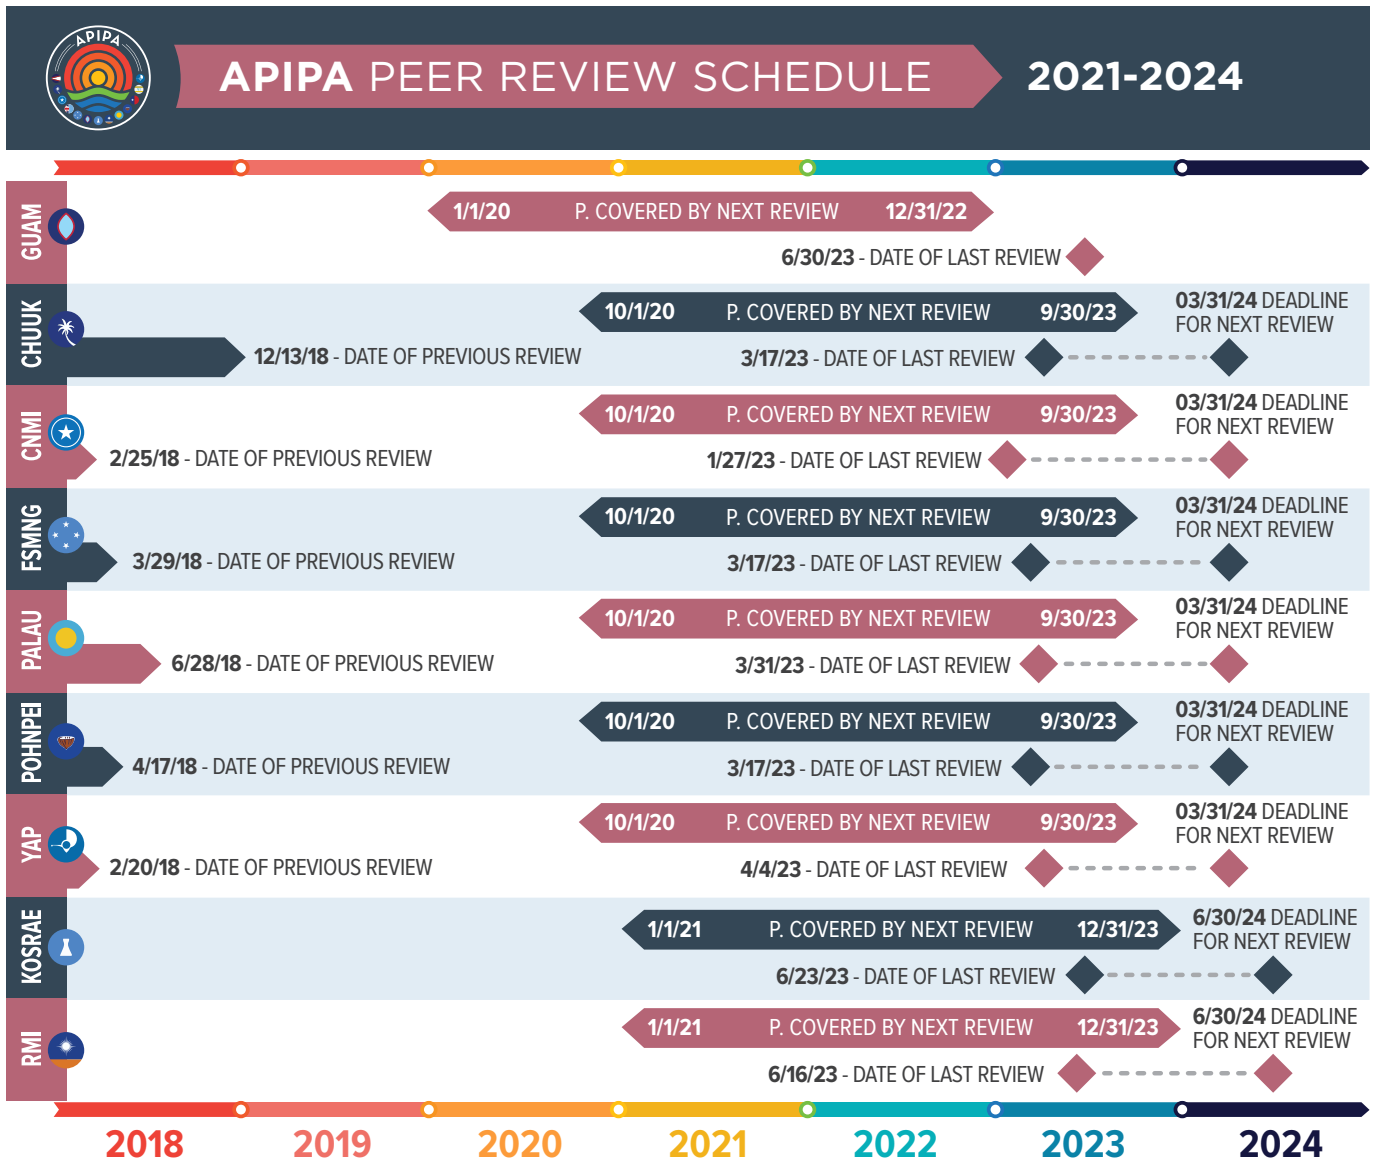 APIPA
APIPA PEER REVIEW SCHEDULE
2021-2024
GUAM
1/1/20 P. COVERED BY NEXT REVIEW 12/31/22
6/30/23 - DATE OF LAST REVIEW
CHUUK
10/1/20 P. COVERED BY NEXT REVIEW 9/30/23
03/31/24 DEADLINE
FOR NEXT REVIEW
12/13/18 - DATE OF PREVIOUS REVIEW
3/17/23 - DATE OF LAST REVIEW
CNMI
10/1/20 P. COVERED BY NEXT REVIEW 9/30/23
03/31/24 DEADLINE
FOR NEXT REVIEW
2/25/18 - DATE OF PREVIOUS REVIEW
1/27/23 - DATE OF LAST REVIEW
FSMNG
10/1/20 P. COVERED BY NEXT REVIEW 9/30/23
03/31/24 DEADLINE
FOR NEXT REVIEW
3/29/18 - DATE OF PREVIOUS REVIEW
3/17/23 - DATE OF LAST REVIEW
PALAU
10/1/20 P. COVERED BY NEXT REVIEW 9/30/23
03/31/24 DEADLINE
FOR NEXT REVIEW
6/28/18 - DATE OF PREVIOUS REVIEW
3/31/23 - DATE OF LAST REVIEW
POHNPEI
10/1/20 P. COVERED BY NEXT REVIEW 9/30/23
03/31/24 DEADLINE
FOR NEXT REVIEW
4/17/18 - DATE OF PREVIOUS REVIEW
3/17/23 - DATE OF LAST REVIEW
YAP
10/1/20 P. COVERED BY NEXT REVIEW 9/30/23
03/31/24 DEADLINE
FOR NEXT REVIEW
2/20/18 - DATE OF PREVIOUS REVIEW
4/4/23 - DATE OF LAST REVIEW
KOSRAE
1/1/21 P. COVERED BY NEXT REVIEW 12/31/23
6/30/24 DEADLINE
FOR NEXT REVIEW
6/23/23 - DATE OF LAST REVIEW
RMI
1/1/21 P. COVERED BY NEXT REVIEW 12/31/23
6/30/24 DEADLINE
FOR NEXT REVIEW
6/16/23 - DATE OF LAST REVIEW
2018 2019 2020 2021 2022 2023 2024